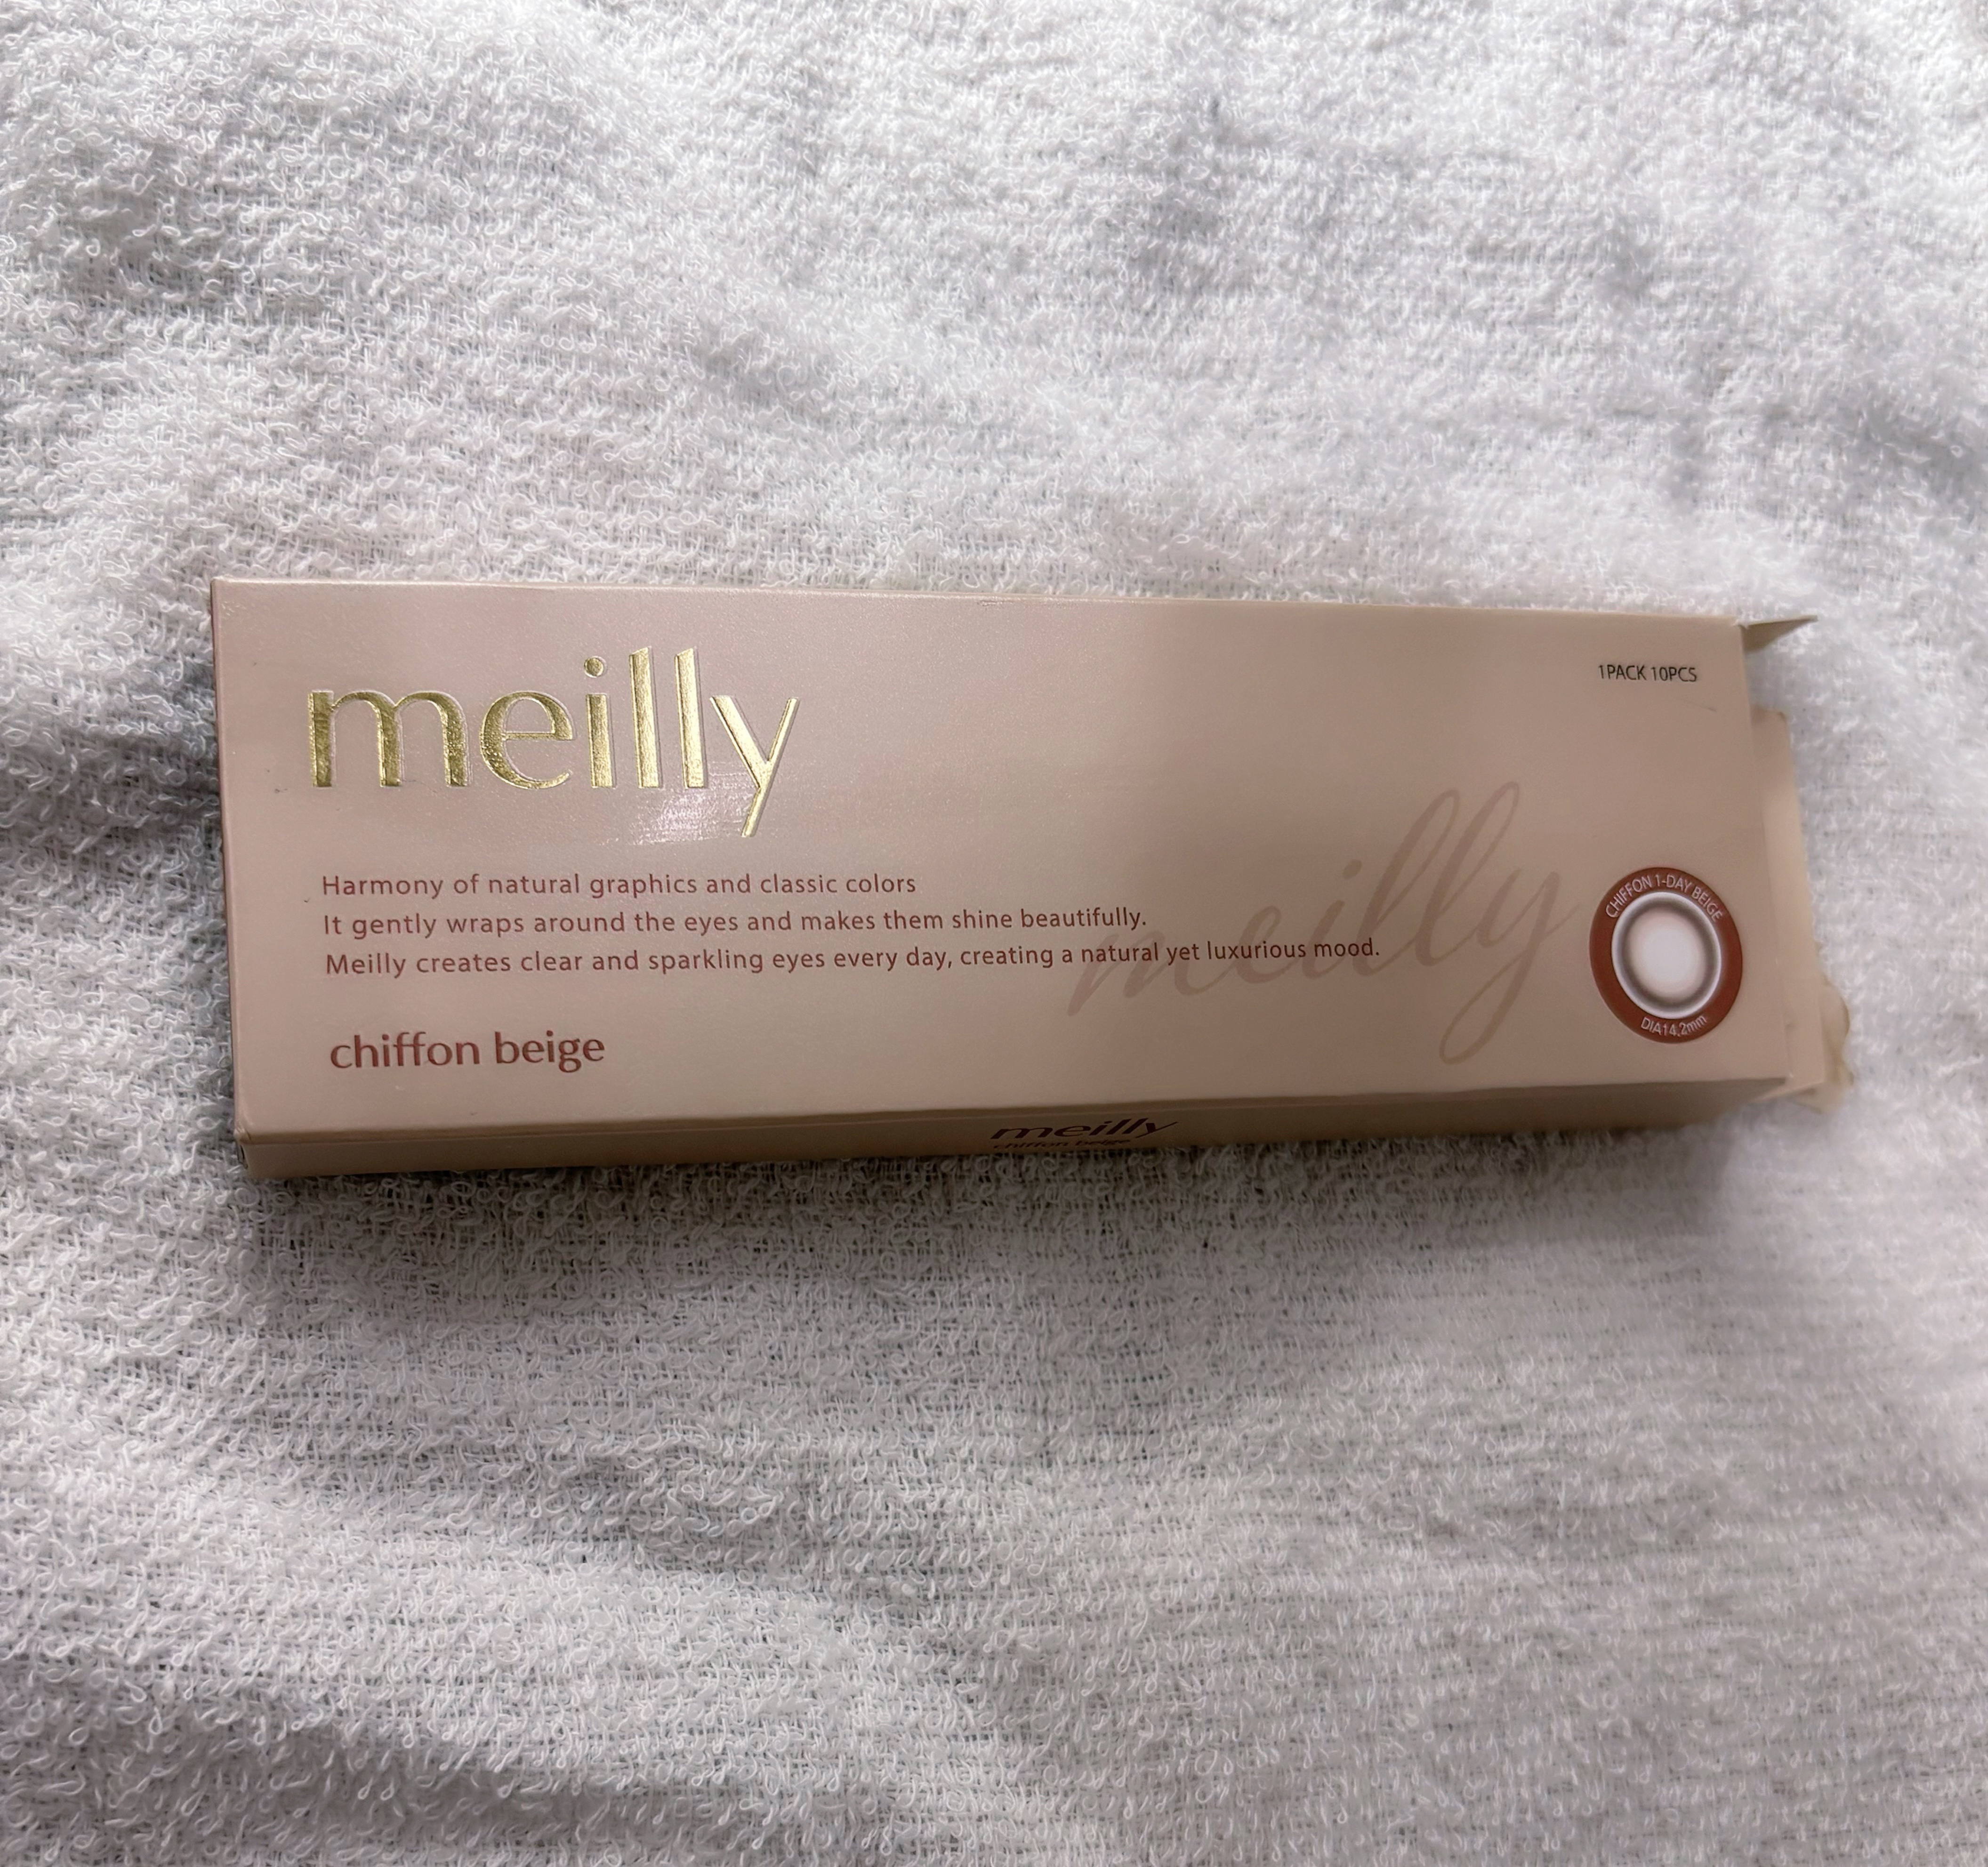 meilly
1PACK 10PCS
Harmony of natural graphics and classic colors
It gently wraps around the eyes and makes them shine beautifully.
Meilly creates clear and sparkling eyes every day, creating a natural yet luxurious mood.
meilly
CHIFFON 1-DAY BEIGE
DIA14.2mm
chiffon beige
meilly
chiffon beige